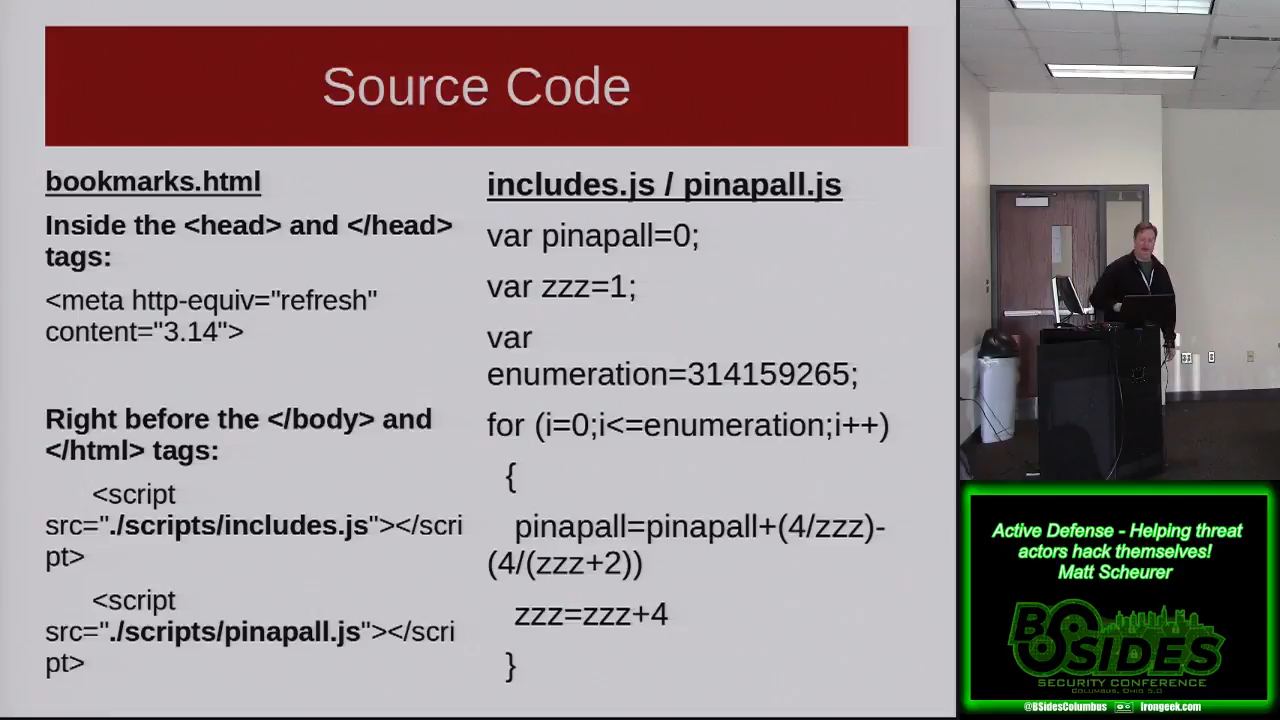 Source Code
bookmarks.html
Inside the <head> and </head>
tags:
<meta http-equiv="refresh"
content="3.14">
Right before the </body> and
</html> tags:
<script
src="./scripts/includes.js"></scri
pt>
<script
src="./scripts/pinapall.js"></scri
pt>
includes.js / pinapall.js
var pinapall=0;
var zzz=1;
var
enumeration=314159265;
for (i=0;i<=enumeration;i++)
{
pinapall=pinapall+(4/zzz)-
(4/(zzz+2))
zzz=zzz+4
}
Active Defense - Helping threat
actors hack themselves!
Matt Scheurer
BSIDES
SECURITY CONFERENCE
COLUMBUS, OHIO 5.0
@BSidesColumbus irongeek.com